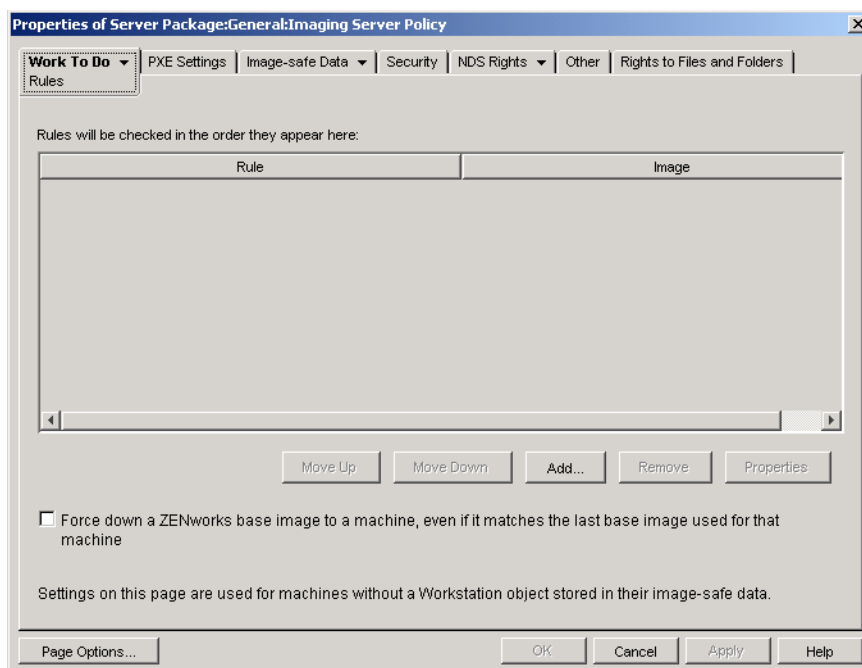 Properties of Server Package:General:Imaging Server Policy
Work To Do PXE Settings Image-safe Data Security NDS Rights Other Rights to Files and Folders
Rules
Rules will be checked in the order they appear here:
Rule Image
Move Up Move Down Add... Remove Properties
Force down a ZENworks base image to a machine, even if it matches the last base image used for that
machine
Settings on this page are used for machines without a Workstation object stored in their image-safe data.
Page Options... OK Cancel Apply Help